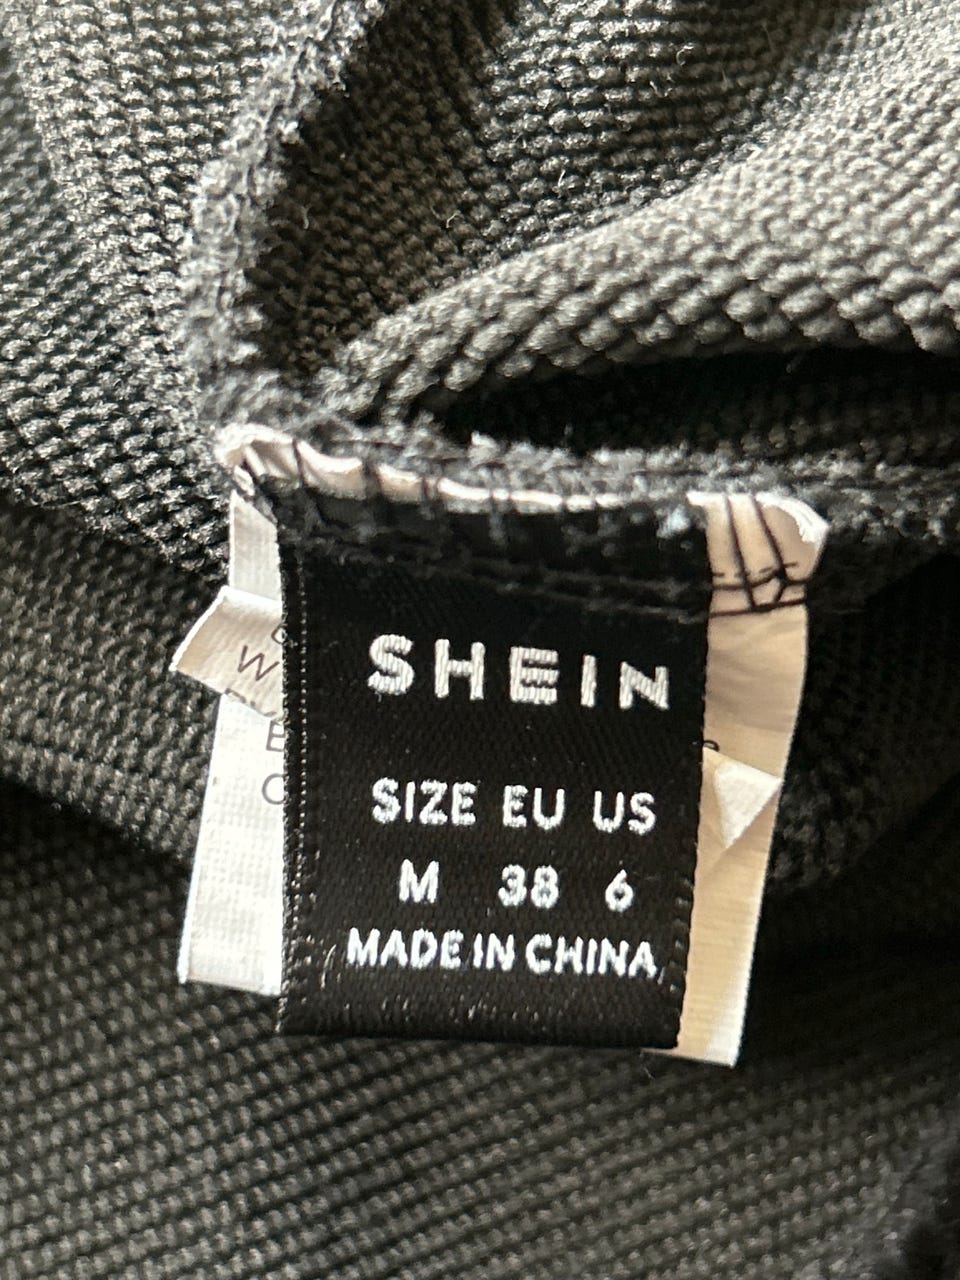 SHEIN
SIZE EU US
M 38 6
MADE IN CHINA
W
E
C